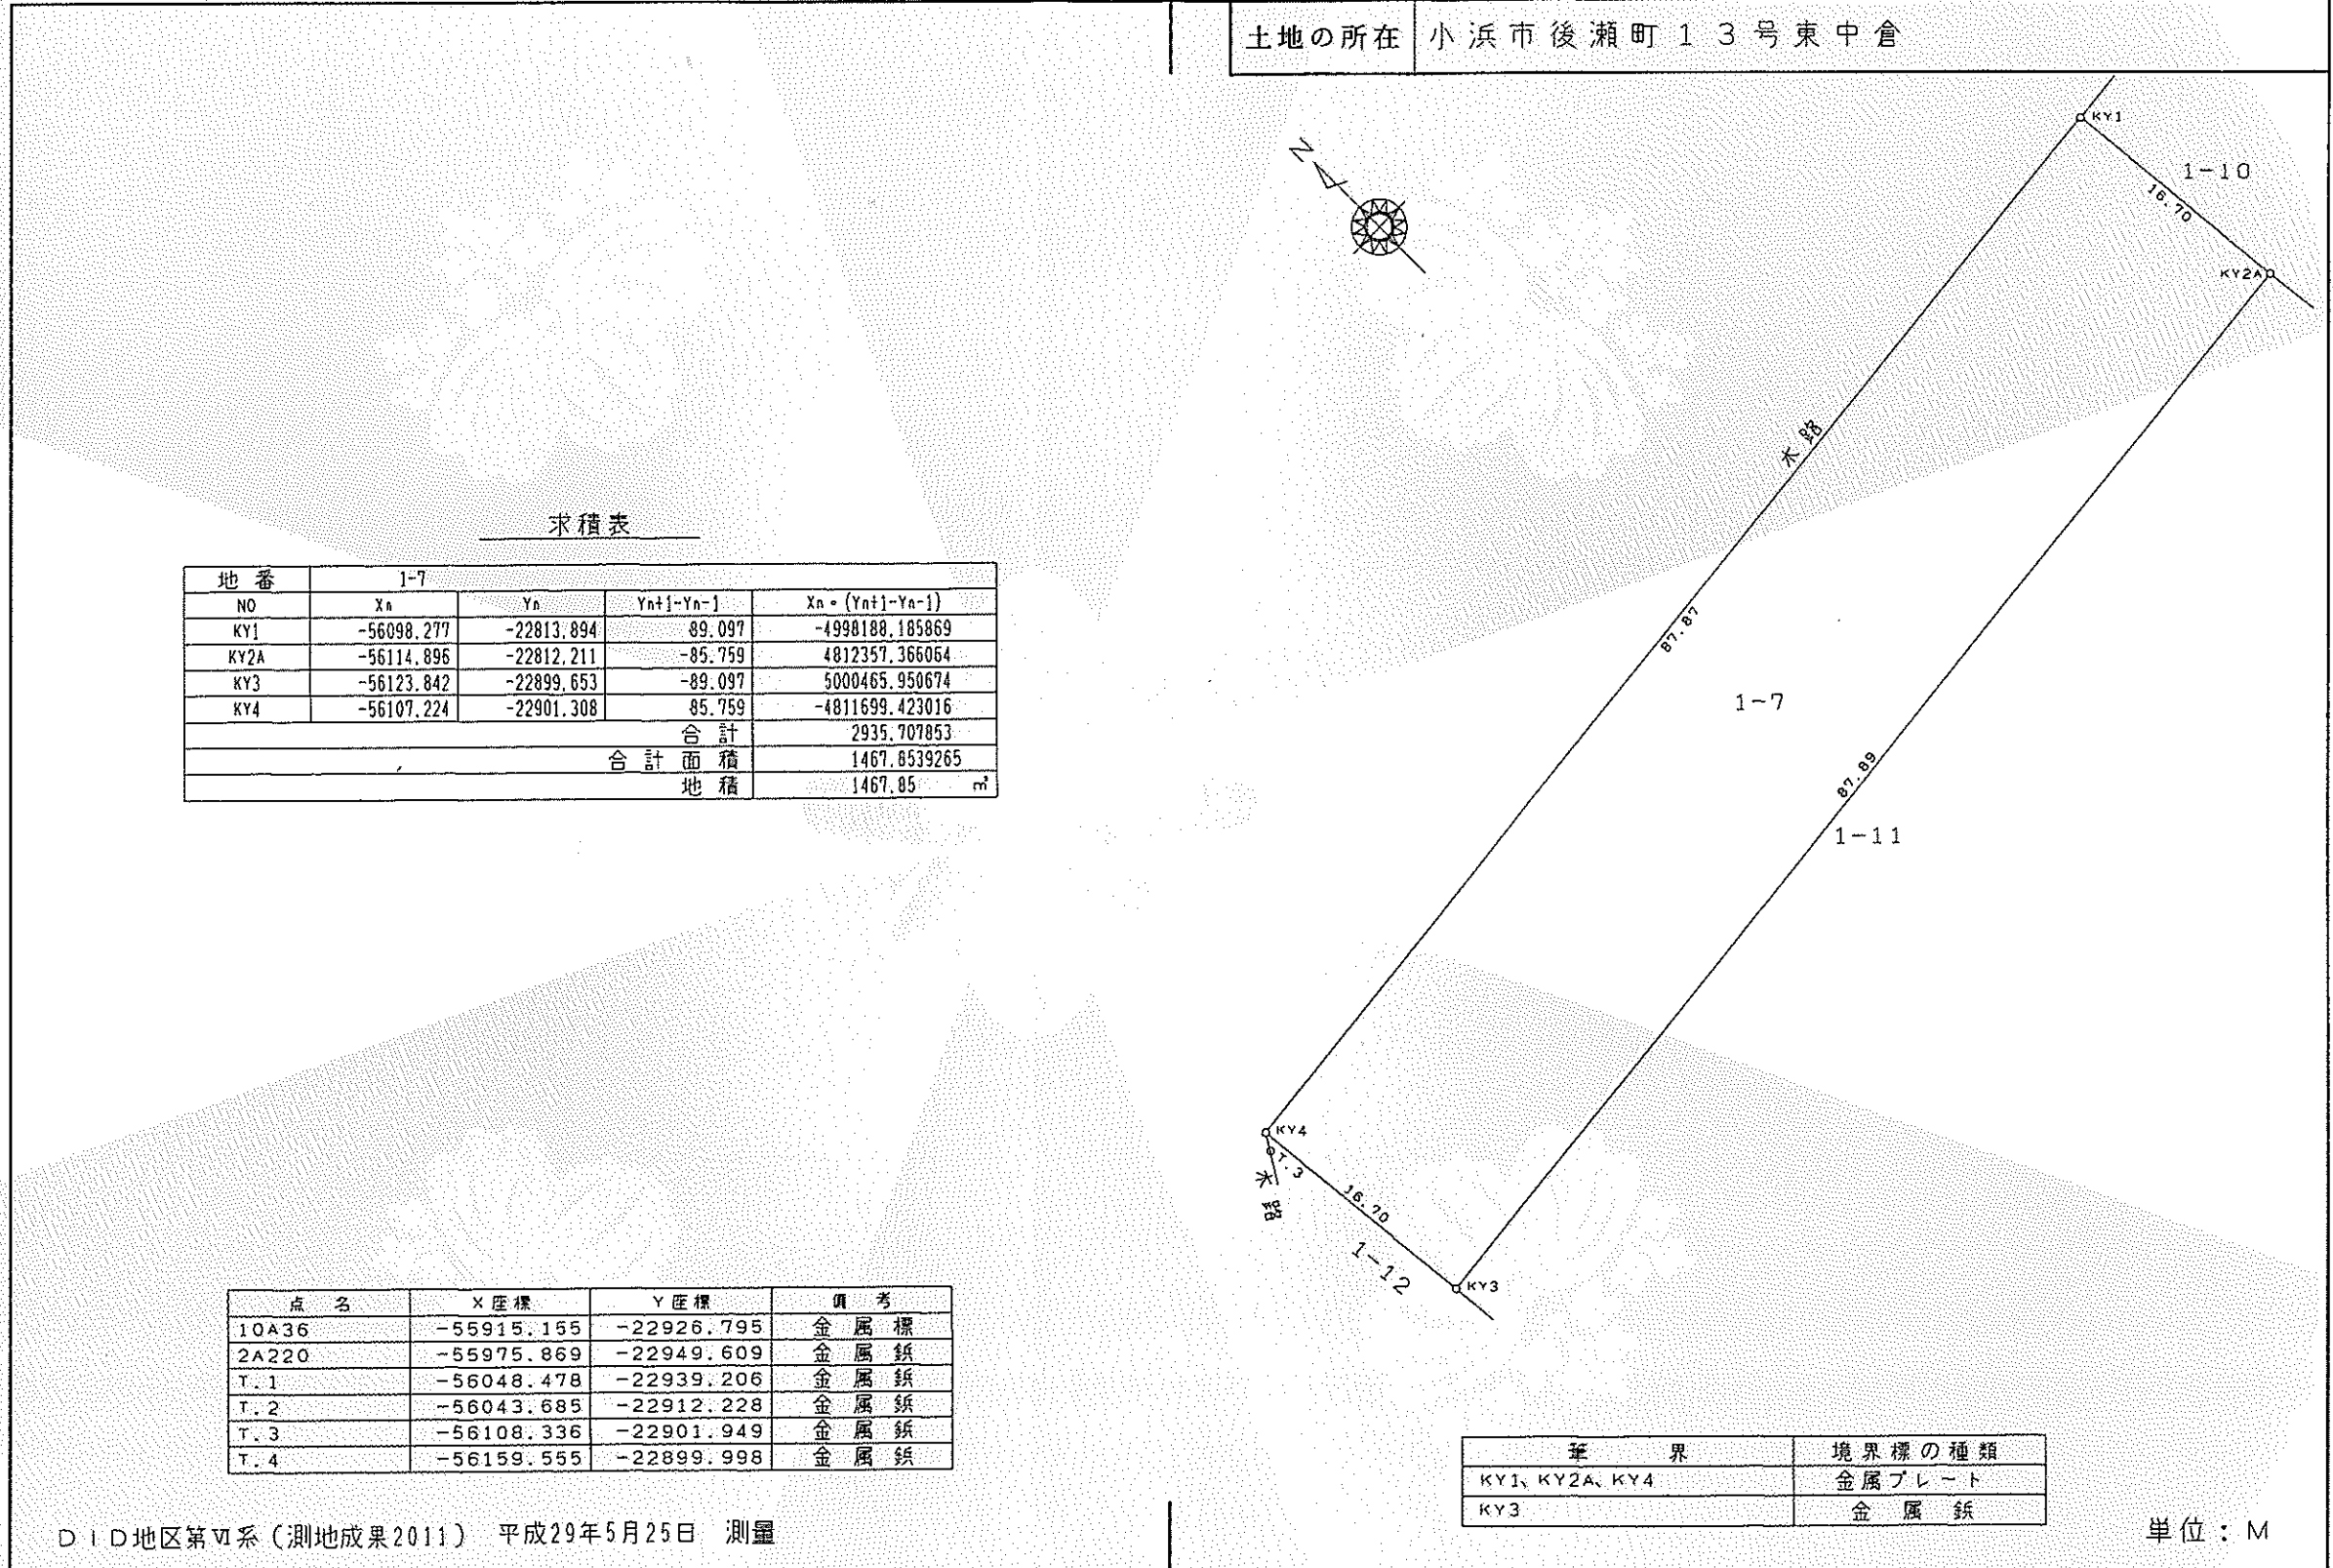 土地の所在 小浜市後瀬町13号東中倉
N
KY1
1-10
16.70
KY2A
水路
87.87
1-7
87.89
1-11
KY4
T.3
水路
16.70
1-12
KY3
求積表
地番 1-7
NO Xn Yn Yn+1-Yn-1 Xn・(Yn+1-Yn-1)
KY1 -56098.277 -22813.894 89.097 -4998188.185869
KY2A -56114.896 -22812.211 -85.759 4812357.366064
KY3 -56123.842 -22899.653 -89.097 5000465.950674
KY4 -56107.224 -22901.308 85.759 -4811699.423016
合計 2935.707853
合計面積 1467.8539265
地積 1467.85 ㎡
点名 X座標 Y座標 備考
10A36 -55915.155 -22926.795 金属標
2A220 -55975.869 -22949.609 金属鋲
T.1 -56048.478 -22939.206 金属鋲
T.2 -56043.685 -22912.228 金属鋲
T.3 -56108.336 -22901.949 金属鋲
T.4 -56159.555 -22899.998 金属鋲
筆界 境界標の種類
KY1、KY2A、KY4 金属プレート
KY3 金属鋲
DID地区第Ⅵ系(測地成果2011) 平成29年5月25日 測量
単位:M